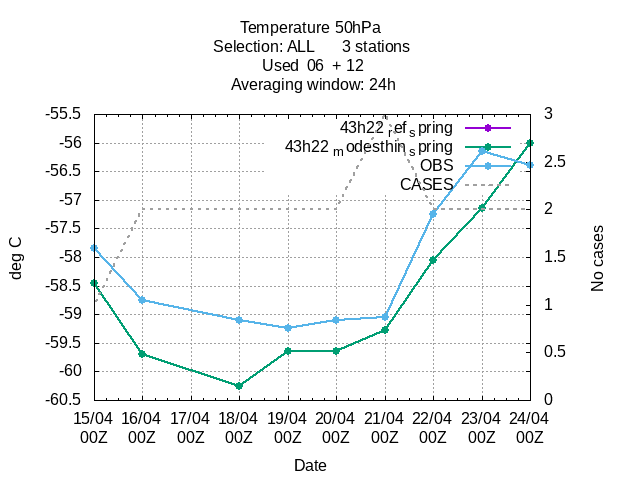 Temperature 50hPa
Selection: ALL 3 stations
Used 06 + 12
Averaging window: 24h
43h22 ref spring
43h22 modesthin spring
OBS
CASES
-55.5
-56
-56.5
-57
-57.5
-58
-58.5
-59
-59.5
-60
-60.5
3
2.5
2
1.5
1
0.5
0
deg C
No cases
15/04 16/04 17/04 18/04 19/04 20/04 21/04 22/04 23/04 24/04
00Z 00Z 00Z 00Z 00Z 00Z 00Z 00Z 00Z 00Z
Date